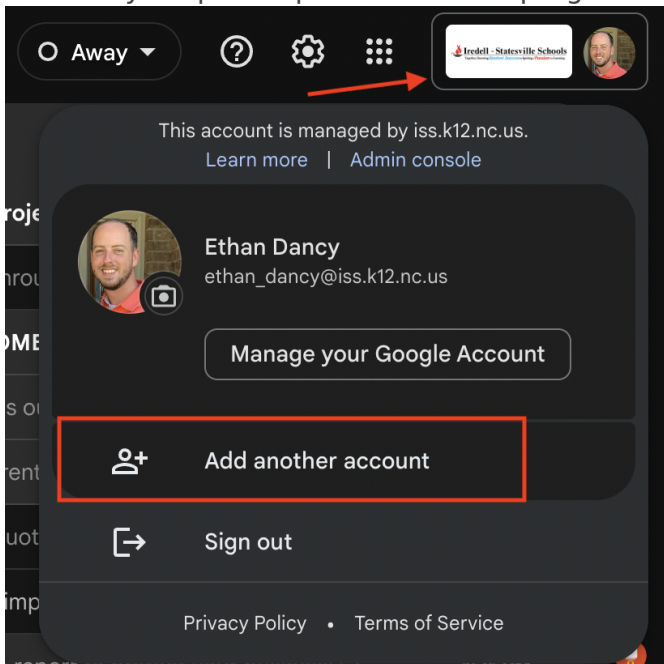 Away
Iredell - Statesville Schools
This account is managed by iss.k12.nc.us.
Learn more | Admin console
Ethan Dancy
ethan_dancy@iss.k12.nc.us
Manage your Google Account
Add another account
Sign out
Privacy Policy • Terms of Service